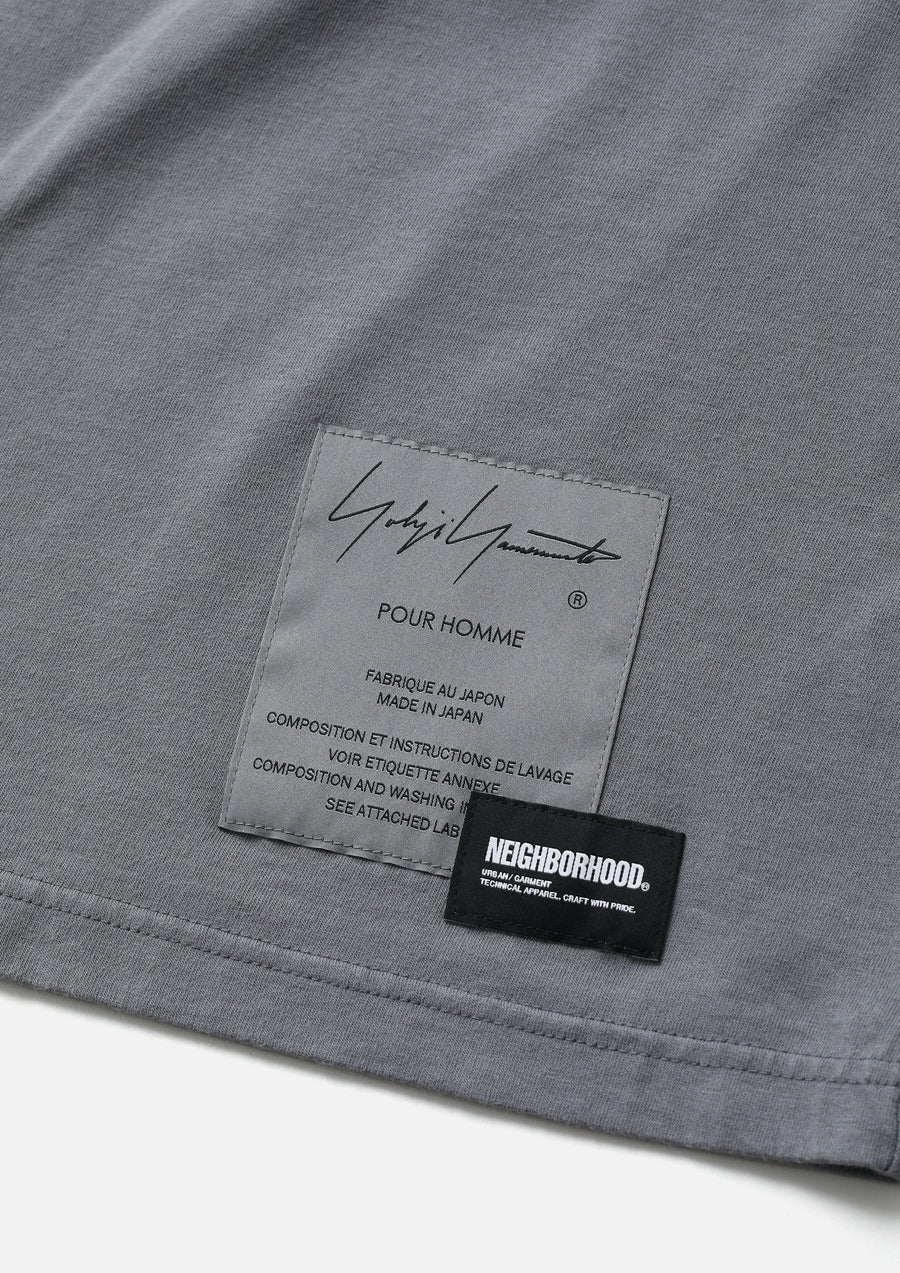 Yohji Yamamoto
®
POUR HOMME
FABRIQUE AU JAPON
MADE IN JAPAN
COMPOSITION ET INSTRUCTIONS DE LAVAGE
VOIR ETIQUETTE ANNEXE
COMPOSITION AND WASHING
SEE ATTACHED LAB
NEIGHBORHOOD®
URBAN/GARMENT
TECHNICAL APPAREL. CRAFT WITH PRIDE.